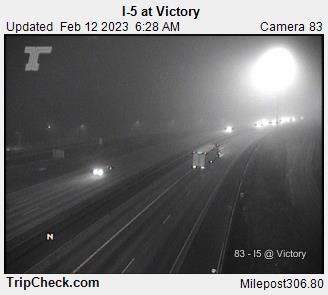 I-5 at Victory
Updated  Feb 12 2023  6:28 AM
Camera 83
T
N
83 - I5 @ Victory
TripCheck.com
Milepost306.80